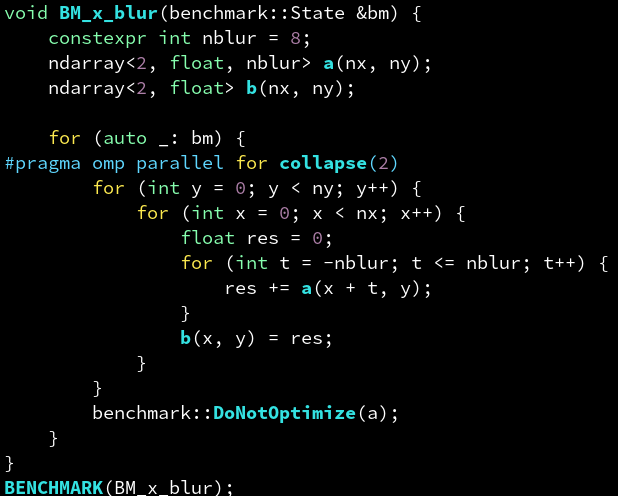 void BM_x_blur(benchmark::State &bm) {
    constexpr int nblur = 8;
    ndarray<2, float, nblur> a(nx, ny);
    ndarray<2, float> b(nx, ny);

    for (auto _: bm) {
#pragma omp parallel for collapse(2)
        for (int y = 0; y < ny; y++) {
            for (int x = 0; x < nx; x++) {
                float res = 0;
                for (int t = -nblur; t <= nblur; t++) {
                    res += a(x + t, y);
                }
                b(x, y) = res;
            }
        }
        benchmark::DoNotOptimize(a);
    }
}
BENCHMARK(BM_x_blur);